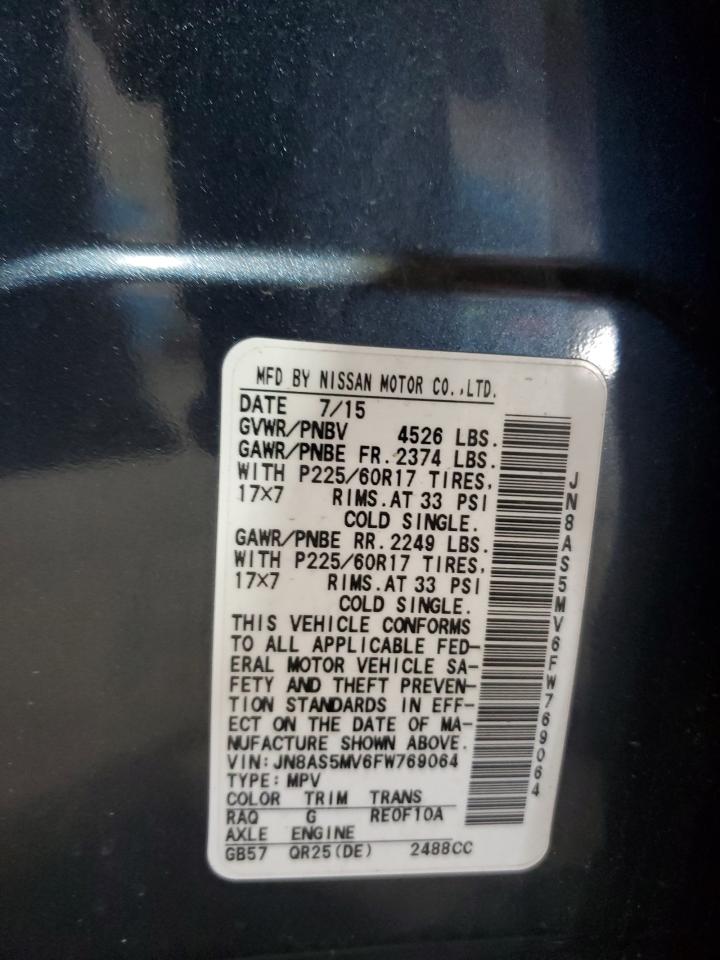 MFD BY NISSAN MOTOR CO.,LTD.
DATE 7/15
GVWR/PNBV 4526 LBS.
GAWR/PNBE FR. 2374 LBS.
WITH P225/60R17 TIRES,
17×7 RIMS. AT 33 PSI
COLD SINGLE.
GAWR/PNBE RR. 2249 LBS.
WITH P225/60R17 TIRES,
17×7 RIMS. AT 33 PSI
COLD SINGLE.
THIS VEHICLE CONFORMS
TO ALL APPLICABLE FED-
ERAL MOTOR VEHICLE SA-
FETY AND THEFT PREVEN-
TION STANDARDS IN EFF-
ECT ON THE DATE OF MA-
NUFACTURE SHOWN ABOVE.
VIN: JN8AS5MV6FW769064
TYPE: MPV
COLOR TRIM TRANS
RAQ G RE0F10A
AXLE ENGINE
GB57 QR25(DE) 2488CC
JN8AS5MV6FW769064